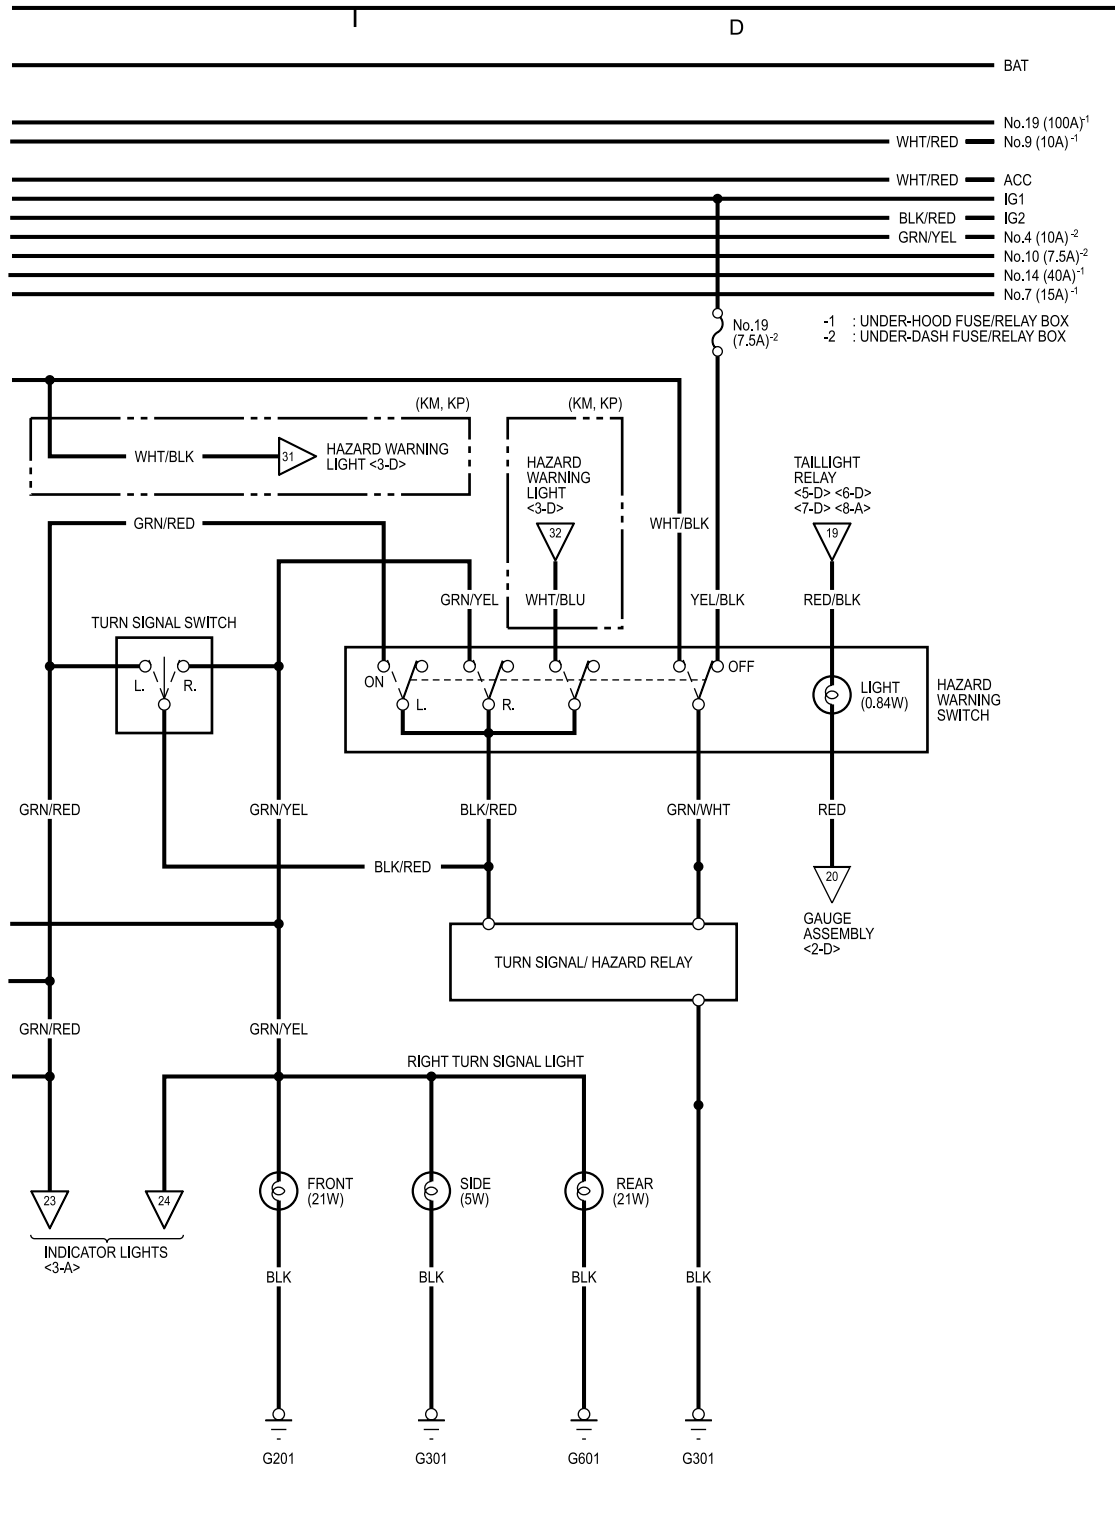 D
BAT
No.19 (100A)-1
WHT/RED No.9 (10A) -1
WHT/RED ACC
IG1
BLK/RED IG2
GRN/YEL No.4 (10A) -2
No.10 (7.5A)-2
No.14 (40A)-1
No.7 (15A) -1
No.19
(7.5A)-2
-1 : UNDER-HOOD FUSE/RELAY BOX
-2 : UNDER-DASH FUSE/RELAY BOX
(KM, KP)
(KM, KP)
WHT/BLK
31
HAZARD WARNING
LIGHT <3-D>
HAZARD
WARNING
LIGHT
<3-D>
32
TAILLIGHT
RELAY
<5-D> <6-D>
<7-D> <8-A>
19
GRN/RED
WHT/BLK
GRN/YEL
WHT/BLU
YEL/BLK
RED/BLK
TURN SIGNAL SWITCH
L.
R.
ON
L.
R.
OFF
LIGHT
(0.84W)
HAZARD
WARNING
SWITCH
GRN/RED
GRN/YEL
BLK/RED
GRN/WHT
RED
BLK/RED
20
GAUGE
ASSEMBLY
<2-D>
TURN SIGNAL/ HAZARD RELAY
GRN/RED
GRN/YEL
RIGHT TURN SIGNAL LIGHT
23
24
INDICATOR LIGHTS
<3-A>
FRONT
(21W)
SIDE
(5W)
REAR
(21W)
BLK
BLK
BLK
BLK
G201
G301
G601
G301